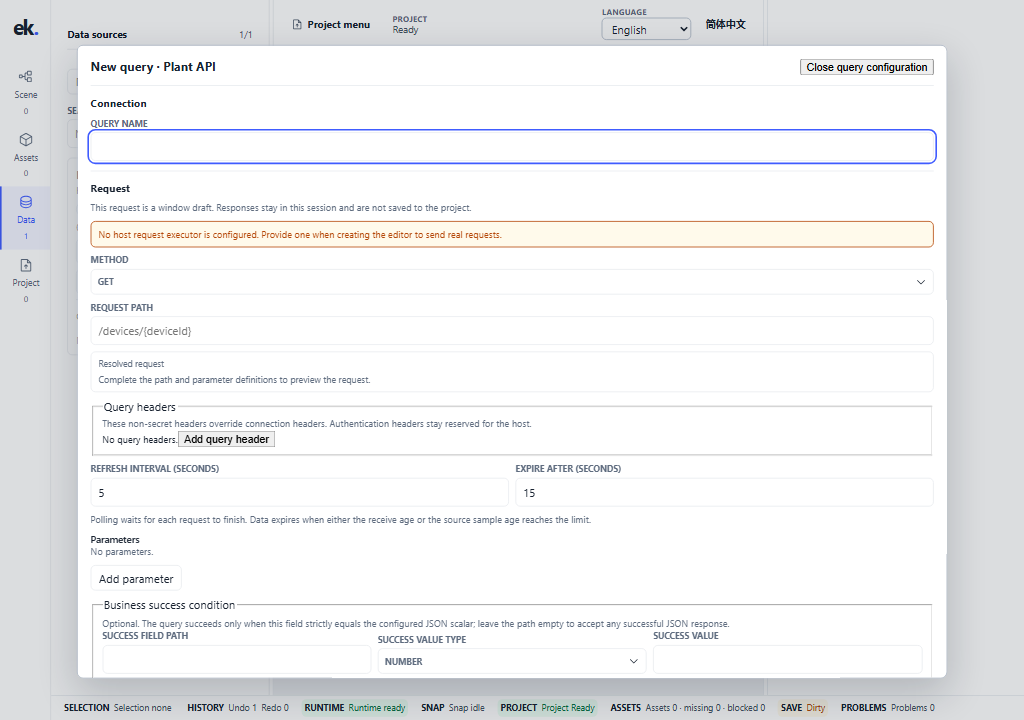 ek.
Data sources
1/1
Project menu
PROJECT
Ready
LANGUAGE
English
简体中文
Scene
0
Assets
0
Data
1
Project
0
New query · Plant API
Close query configuration
Connection
QUERY NAME
Request
This request is a window draft. Responses stay in this session and are not saved to the project.
No host request executor is configured. Provide one when creating the editor to send real requests.
METHOD
GET
REQUEST PATH
/devices/{deviceId}
Resolved request
Complete the path and parameter definitions to preview the request.
Query headers
These non-secret headers override connection headers. Authentication headers stay reserved for the host.
No query headers. Add query header
REFRESH INTERVAL (SECONDS)
EXPIRE AFTER (SECONDS)
5
15
Polling waits for each request to finish. Data expires when either the receive age or the source sample age reaches the limit.
Parameters
No parameters.
Add parameter
Business success condition
Optional. The query succeeds only when this field strictly equals the configured JSON scalar; leave the path empty to accept any successful JSON response.
SUCCESS FIELD PATH
SUCCESS VALUE TYPE
SUCCESS VALUE
NUMBER
SELECTION Selection none HISTORY Undo 1 Redo 0 RUNTIME Runtime ready SNAP Snap idle PROJECT Project Ready ASSETS Assets 0 · missing 0 · blocked 0 SAVE Dirty PROBLEMS Problems 0